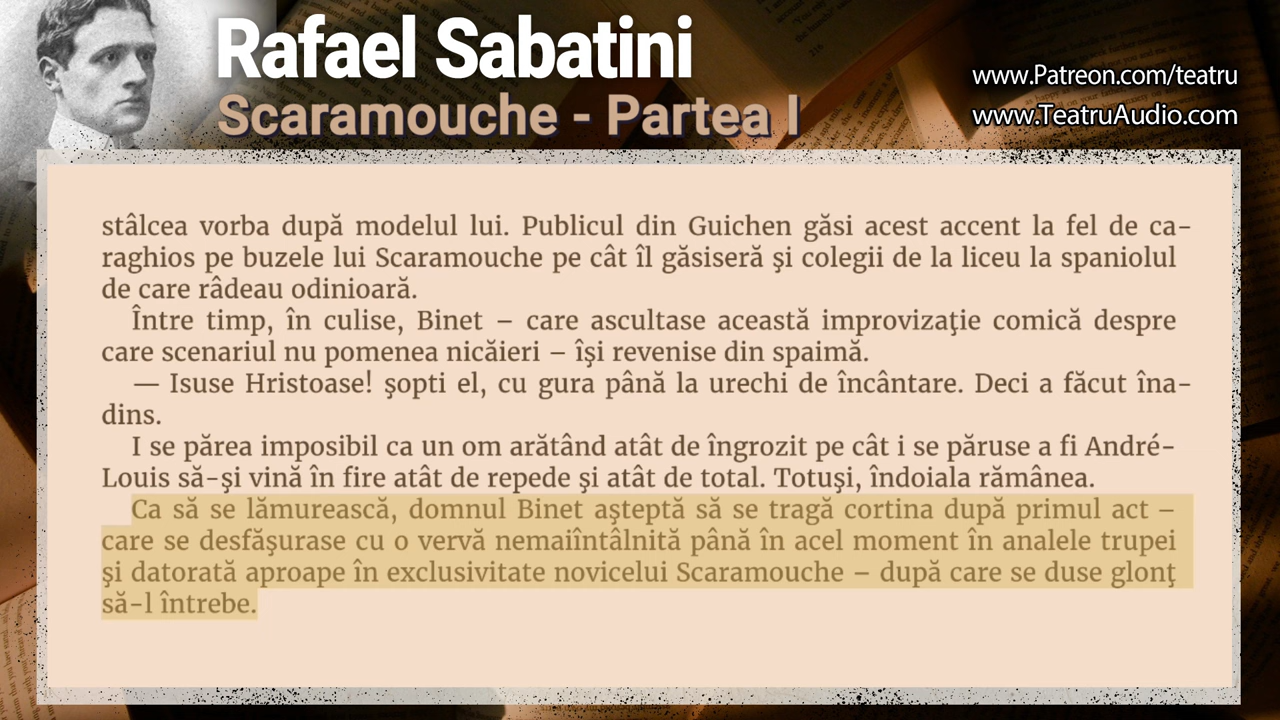 Rafael Sabatini
Scaramouche - Partea I
www.Patreon.com/teatru
www.TeatruAudio.com
stâlcea vorba după modelul lui. Publicul din Guichen găsi acest accent la fel de ca-
raghios pe buzele lui Scaramouche pe cât îl găsiseră şi colegii de la liceu la spaniolul
de care râdeau odinioară.
Între timp, în culise, Binet – care ascultase această improvizaţie comică despre
care scenariul nu pomenea nicăieri – îşi revenise din spaimă.
— Isuse Hristoase! şopti el, cu gura până la urechi de încântare. Deci a făcut îna-
dins.
I se părea imposibil ca un om arătând atât de îngrozit pe cât i se păruse a fi André-
Louis să-şi vină în fire atât de repede şi atât de total. Totuşi, îndoiala rămânea.
Ca să se lămurească, domnul Binet aşteptă să se tragă cortina după primul act –
care se desfăşurase cu o vervă nemaiîntâlnită până în acel moment în analele trupei
şi datorată aproape în exclusivitate novicelui Scaramouche – după care se duse glonţ
să-l întrebe.